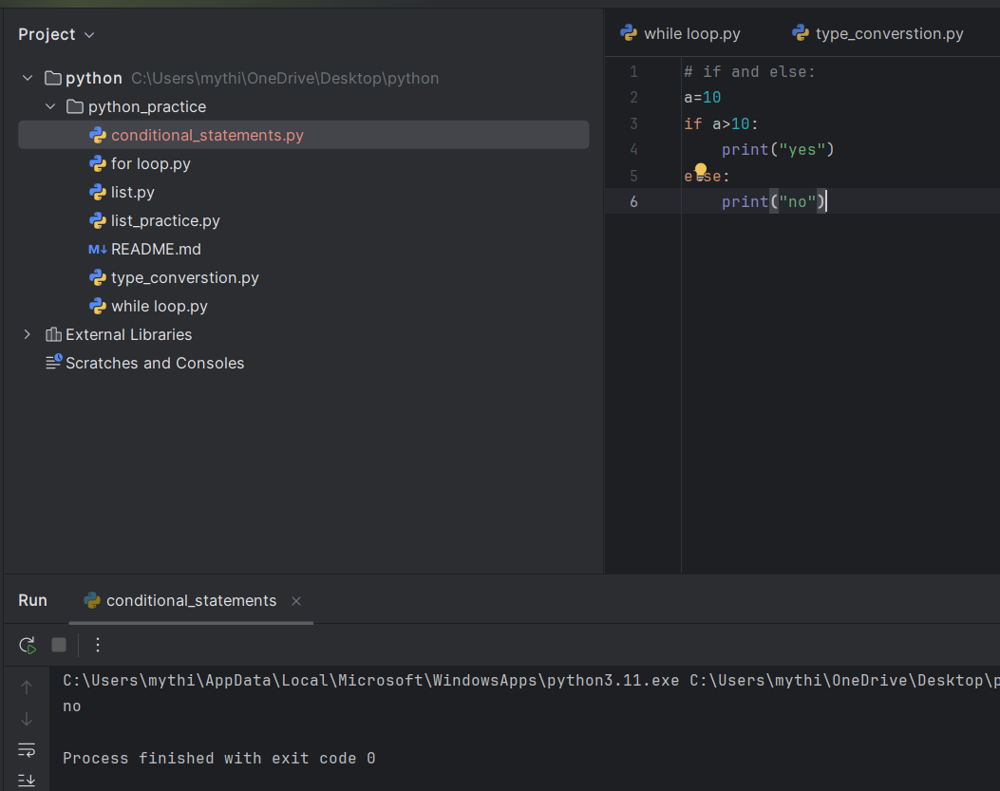 Project
python C:\Users\mythi\OneDrive\Desktop\python
python_practice
conditional_statements.py
for loop.py
list.py
list_practice.py
M↓ README.md
type_converstion.py
while loop.py
External Libraries
Scratches and Consoles
while loop.py type_converstion.py
1 # if and else:
2 a=10
3 if a>10:
4 print("yes")
5 else:
6 print("no")
Run conditional_statements
C:\Users\mythi\AppData\Local\Microsoft\WindowsApps\python3.11.exe C:\Users\mythi\OneDrive\Desktop\p
no
Process finished with exit code 0